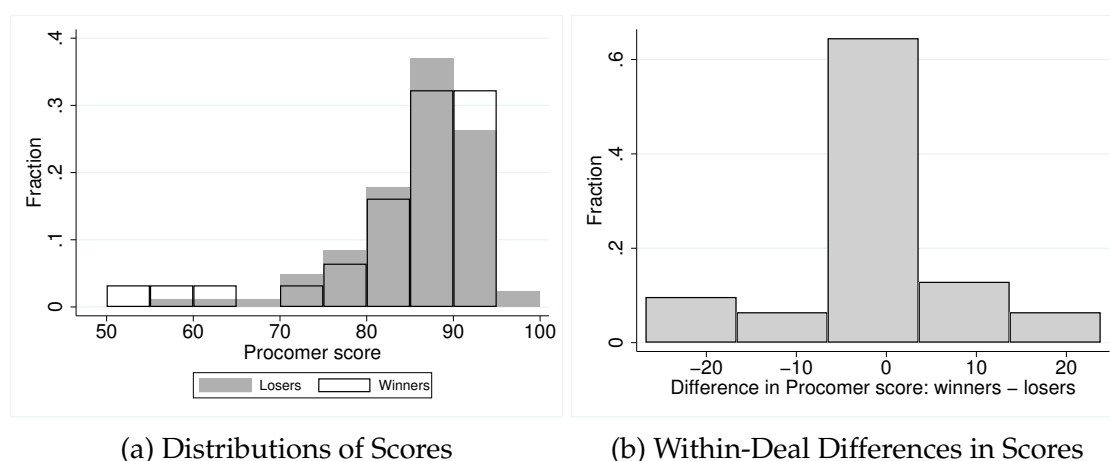 .4
.3
.2
.1
0
Fraction
50 60 70 80 90 100
Procomer score
Losers Winners
.6
.4
.2
0
Fraction
−20 −10 0 10 20
Difference in Procomer score: winners − losers
(a) Distributions of Scores
(b) Within-Deal Differences in Scores